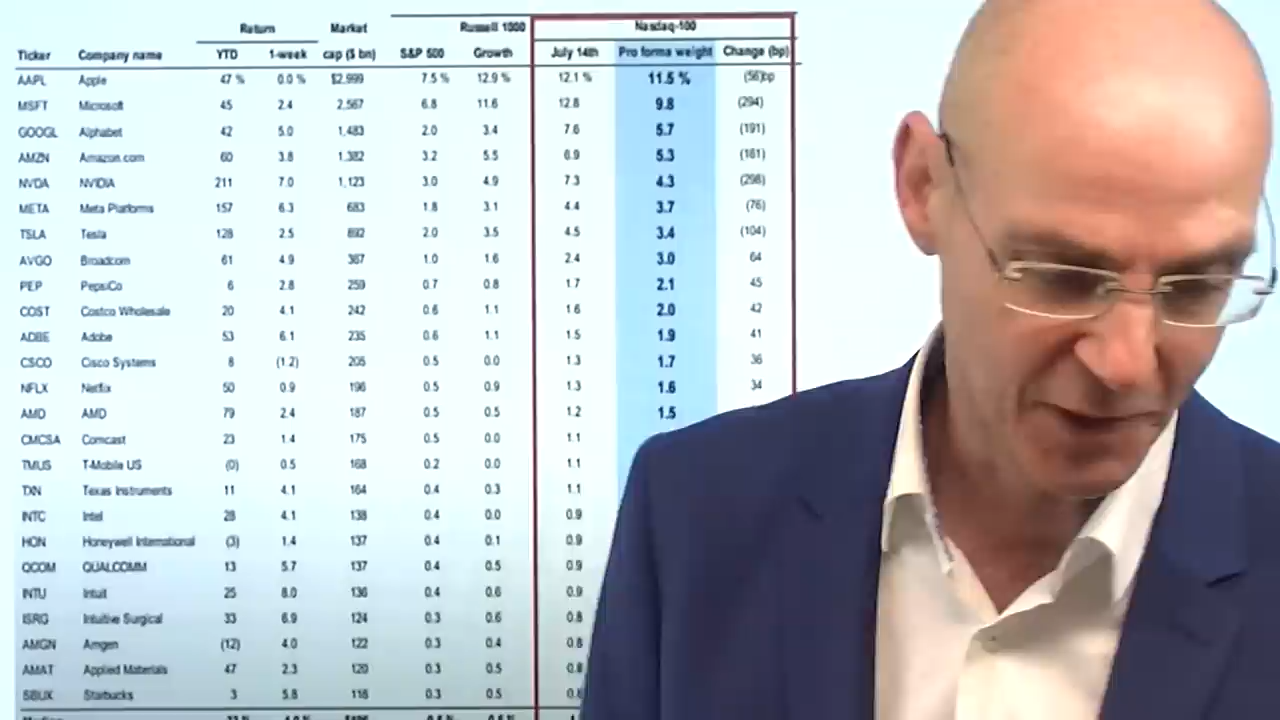 Return Market Russell 1000 Nasdaq-100
Ticker Company name YTD 1-week cap ($ bn) S&P 500 Growth July 14th Pro forma weight Change (bp)
AAPL Apple 47 % 0.0 % $2,999 7.5 % 12.9 % 12.1 % 11.5 % (56)bp
MSFT Microsoft 45 2.4 2,567 6.8 11.6 12.8 9.8 (294)
GOOGL Alphabet 42 5.0 1,483 2.0 3.4 7.6 5.7 (191)
AMZN Amazon.com 60 3.8 1,382 3.2 5.5 6.9 5.3 (161)
NVDA NVIDIA 211 7.0 1,123 3.0 4.9 7.3 4.3 (298)
META Meta Platforms 157 6.3 683 1.8 3.1 4.4 3.7 (76)
TSLA Tesla 128 2.5 892 2.0 3.5 4.5 3.4 (104)
AVGO Broadcom 61 4.9 367 1.0 1.6 2.4 3.0 64
PEP PepsiCo 6 2.8 259 0.7 0.8 1.7 2.1 45
COST Costco Wholesale 20 4.1 242 0.6 1.1 1.6 2.0 42
ADBE Adobe 53 6.1 235 0.6 1.1 1.5 1.9 41
CSCO Cisco Systems 8 (1.2) 205 0.5 0.0 1.3 1.7 36
NFLX Netflix 50 0.9 196 0.5 0.9 1.3 1.6 34
AMD AMD 79 2.4 187 0.5 0.5 1.2 1.5
CMCSA Comcast 23 1.4 175 0.5 0.0 1.1
TMUS T-Mobile US (0) 0.5 168 0.2 0.0 1.1
TXN Texas Instruments 11 4.1 164 0.4 0.3 1.1
INTC Intel 28 4.1 138 0.4 0.0 0.9
HON Honeywell International (3) 1.4 137 0.4 0.1 0.9
QCOM QUALCOMM 13 5.7 137 0.4 0.5 0.9
INTU Intuit 25 8.0 136 0.4 0.6 0.9
ISRG Intuitive Surgical 33 6.9 124 0.3 0.6 0.8
AMGN Amgen (12) 4.0 122 0.3 0.4 0.8
AMAT Applied Materials 47 2.3 120 0.3 0.5 0.8
SBUX Starbucks 3 5.8 116 0.3 0.5